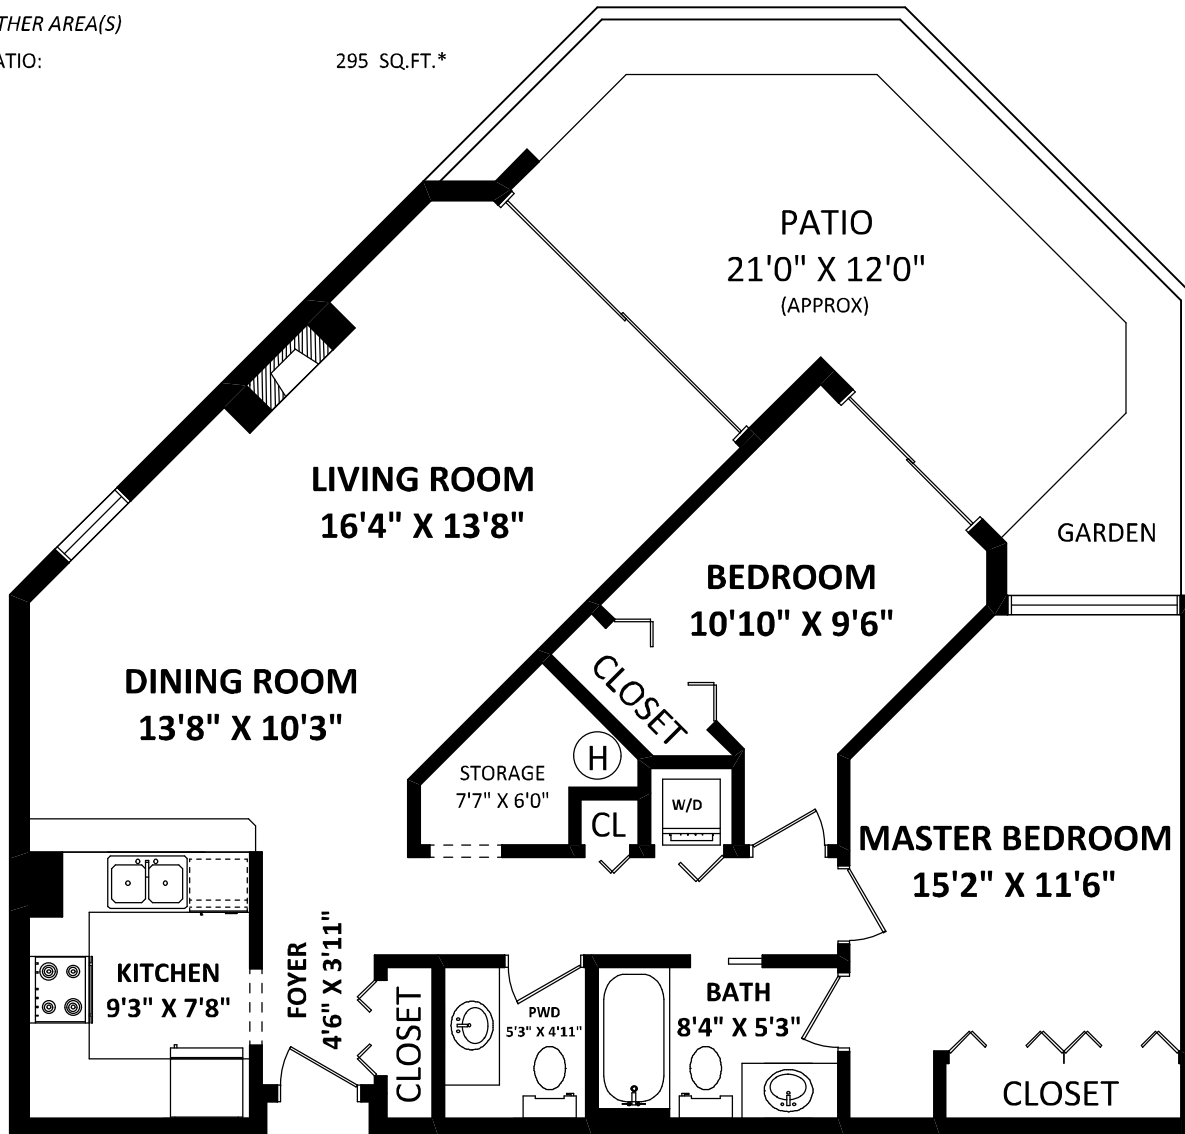 THER AREA(S)
ATIO: 295 SQ.FT.*
PATIO
21'0" X 12'0"
(APPROX)
LIVING ROOM
16'4" X 13'8"
GARDEN
BEDROOM
10'10" X 9'6"
CLOSET
DINING ROOM
13'8" X 10'3"
STORAGE
7'7" X 6'0"
H
CL
W/D
MASTER BEDROOM
15'2" X 11'6"
KITCHEN
9'3" X 7'8"
FOYER
4'6" X 3'11"
CLOSET
PWD
5'3" X 4'11"
BATH
8'4" X 5'3"
CLOSET